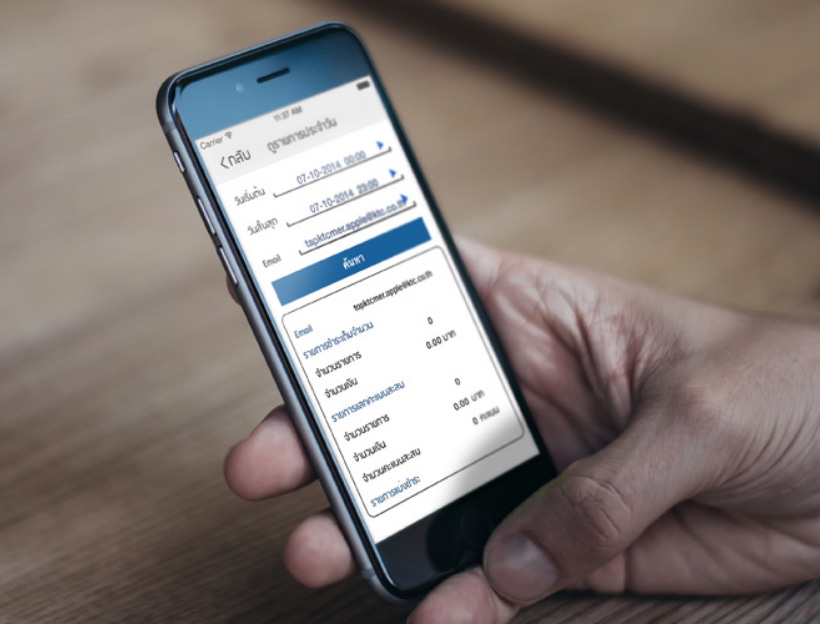 Carrier 11:37 AM
กลับ ดูรายการประจำวัน
วันเริ่มต้น 07-10-2014 00:00
วันสิ้นสุด 07-10-2014 23:00
Email tapktcmer.apple@ktc.co.th
ค้นหา
Email tapktcmer.apple@ktc.co.th
รายการชำระเต็มจำนวน
จำนวนรายการ 0
จำนวนเงิน 0.00 บาท
รายการแลกคะแนนสะสม
จำนวนรายการ 0
จำนวนเงิน 0.00 บาท
จำนวนคะแนนสะสม 0 คะแนน
รายการแบ่งชำระ